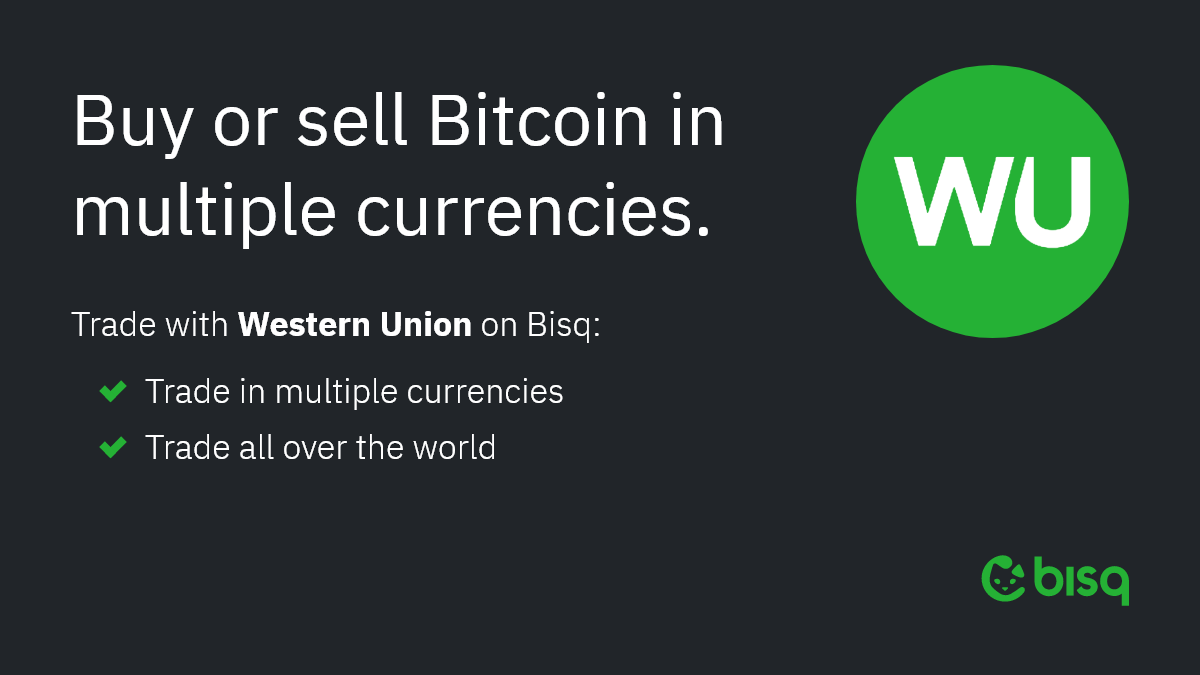 Buy or sell Bitcoin in
multiple currencies.
WU
Trade with Western Union on Bisq:
Trade in multiple currencies
Trade all over the world
bisq